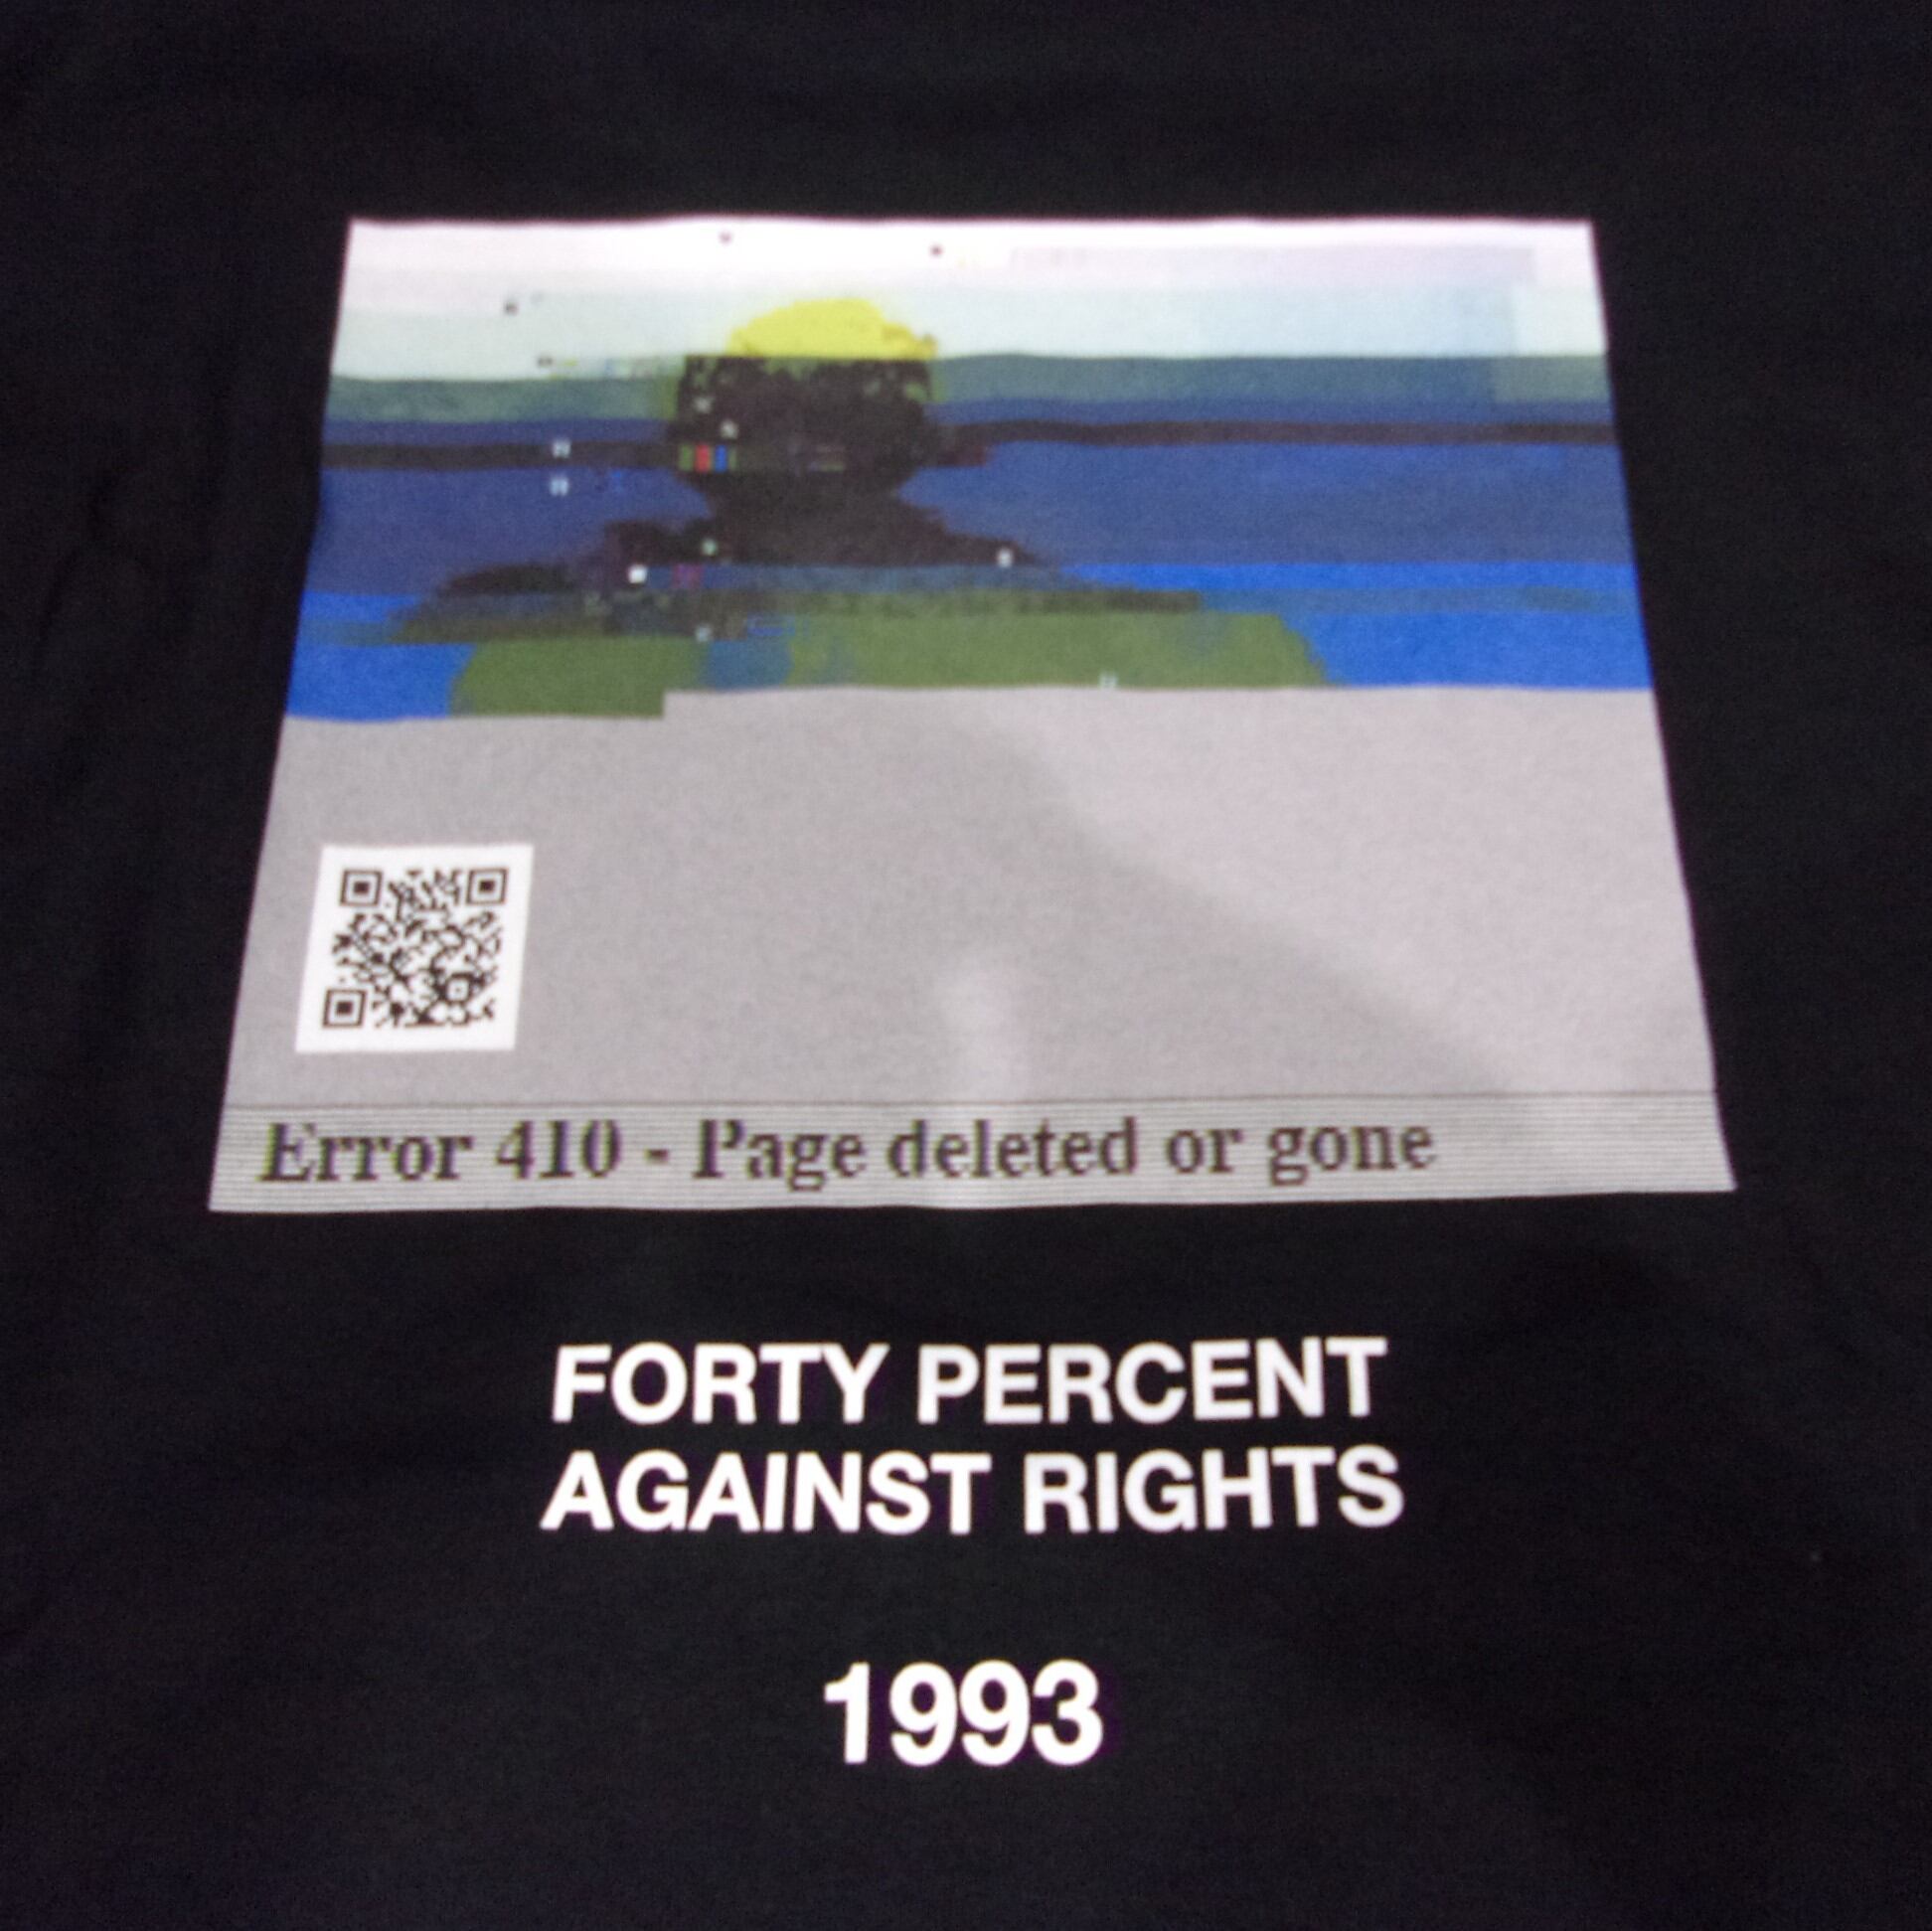 Error 410 - Page deleted or gone
FORTY PERCENT
AGAINST RIGHTS
1993